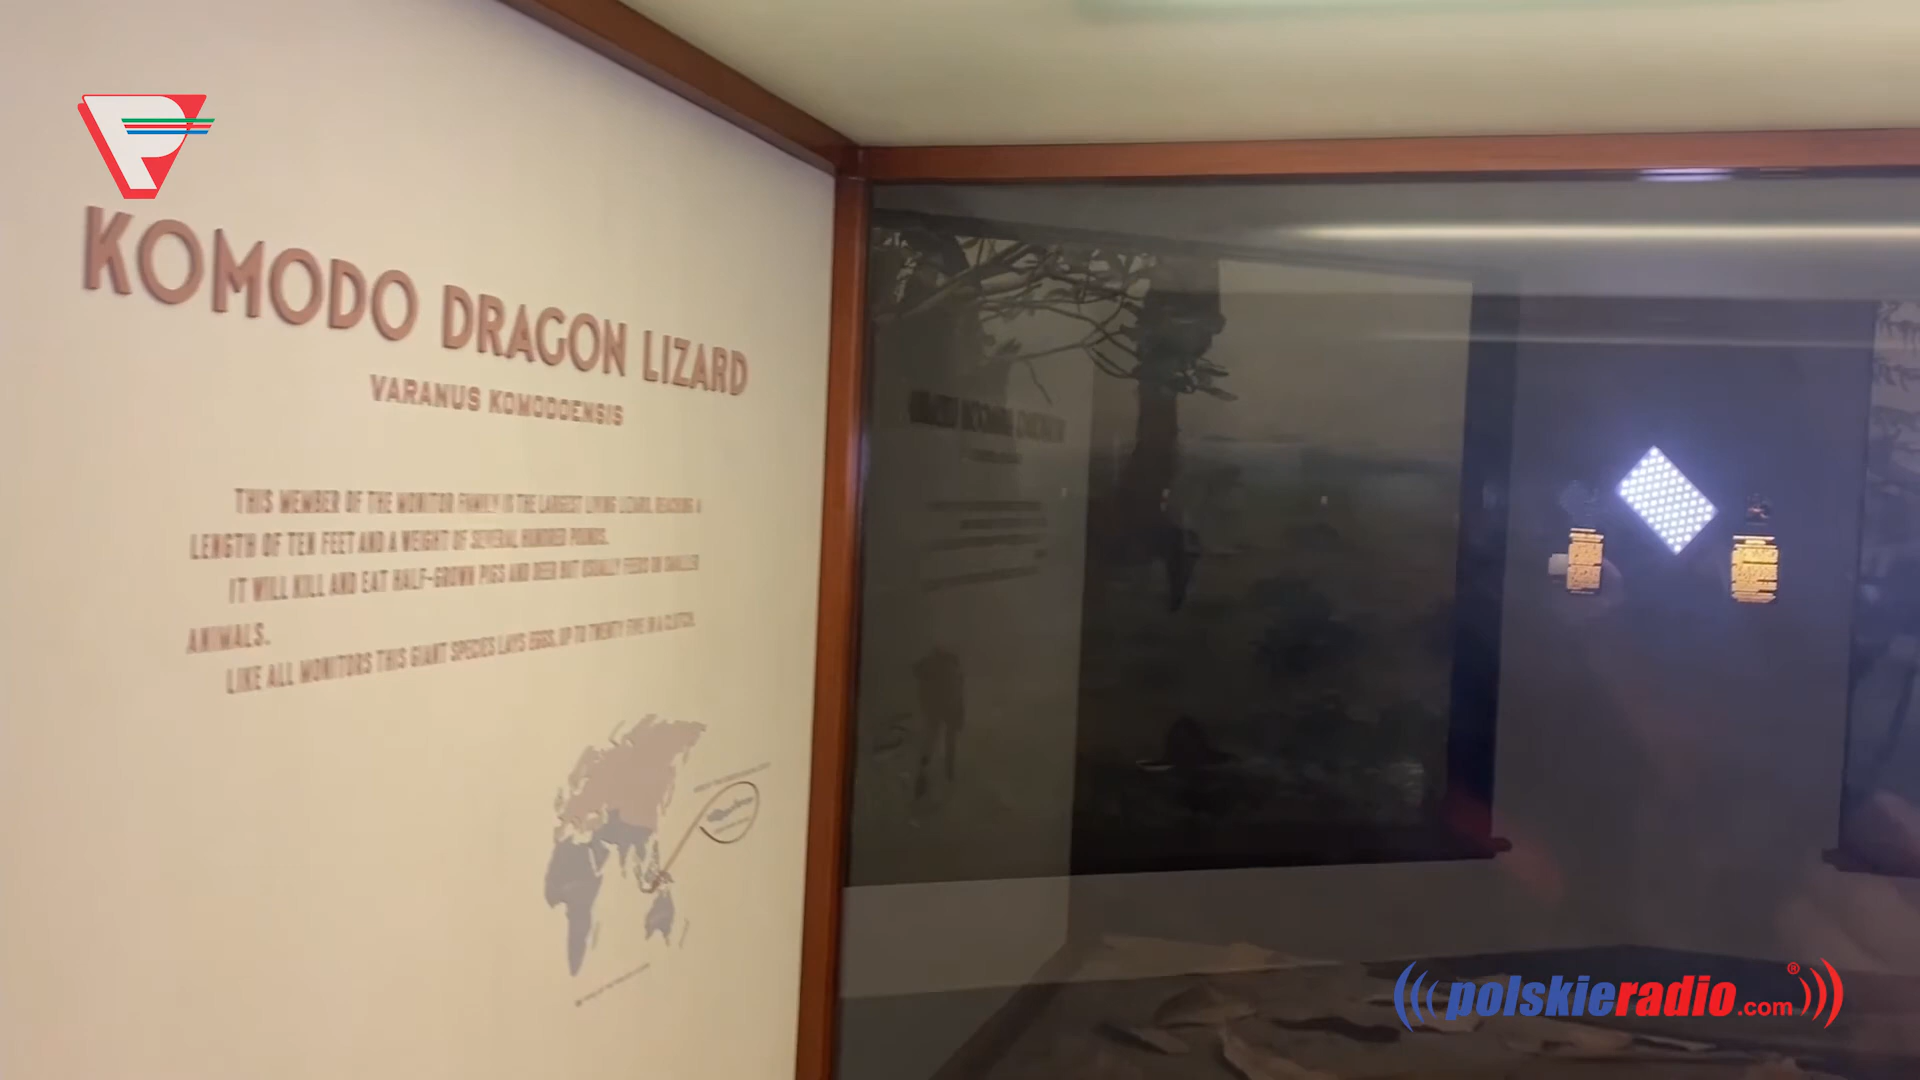 KOMODO DRAGON LIZARD
VARANUS KOMODOENSIS
THIS MEMBER OF THE MONITOR FAMILY IS THE LARGEST LIVING LIZARD, REACHING A
LENGTH OF TEN FEET AND A WEIGHT OF SEVERAL HUNDRED POUNDS.
IT WILL KILL AND EAT HALF-GROWN PIGS AND DEER BUT USUALLY FEEDS ON SMALLER
ANIMALS.
LIKE ALL MONITORS THIS GIANT SPECIES LAYS EGGS, UP TO TWENTY FIVE IN A CLUTCH.
polskieradio.com®